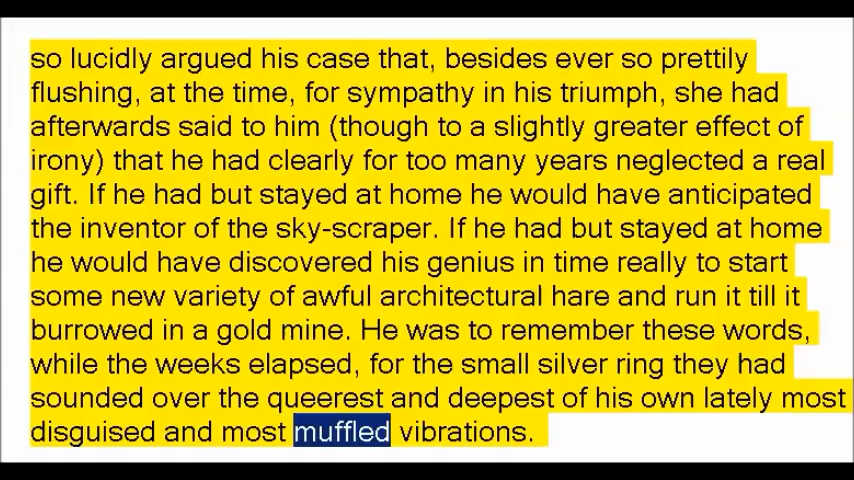 so lucidly argued his case that, besides ever so prettily
flushing, at the time, for sympathy in his triumph, she had
afterwards said to him (though to a slightly greater effect of
irony) that he had clearly for too many years neglected a real
gift. If he had but stayed at home he would have anticipated
the inventor of the sky-scraper. If he had but stayed at home
he would have discovered his genius in time really to start
some new variety of awful architectural hare and run it till it
burrowed in a gold mine. He was to remember these words,
while the weeks elapsed, for the small silver ring they had
sounded over the queerest and deepest of his own lately most
disguised and most muffled vibrations.